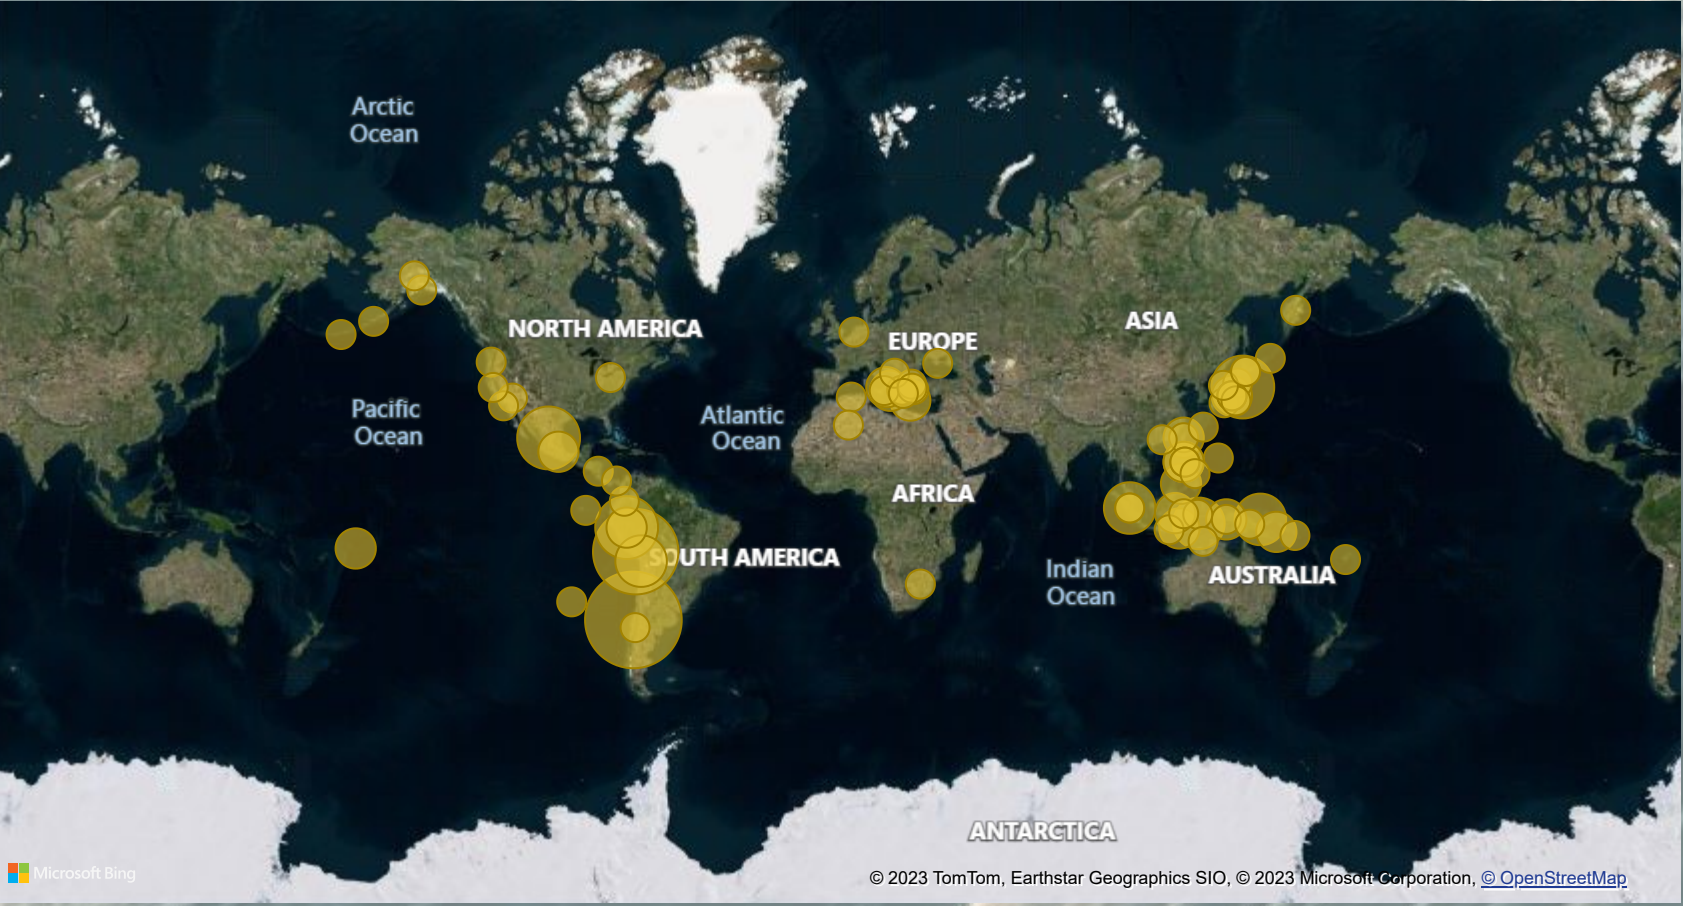 Arctic
Ocean
NORTH AMERICA
EUROPE
ASIA
Pacific
Ocean
Atlantic
Ocean
AFRICA
SOUTH AMERICA
Indian
Ocean
AUSTRALIA
ANTARCTICA
Microsoft Bing
© 2023 TomTom, Earthstar Geographics SIO, © 2023 Microsoft Corporation, © OpenStreetMap